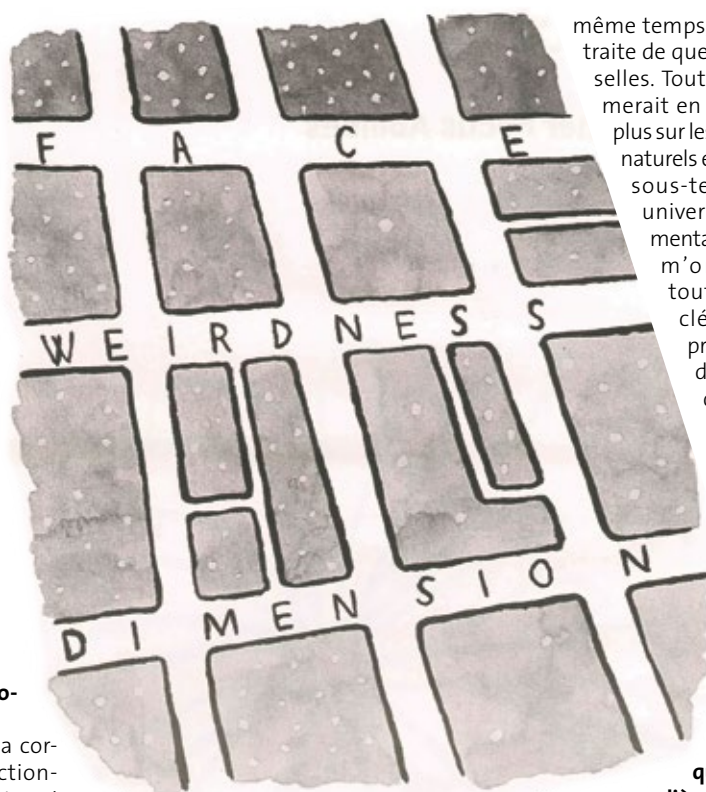 même temps
traite de que
selles. Tout
merait en
plus sur les
naturels e
sous-te
univer
menta
m’o
tout
clé
pr
d
F A C E
W E I R D N E S S
D I M E N S I O N
o-
a cor-
ction-
q